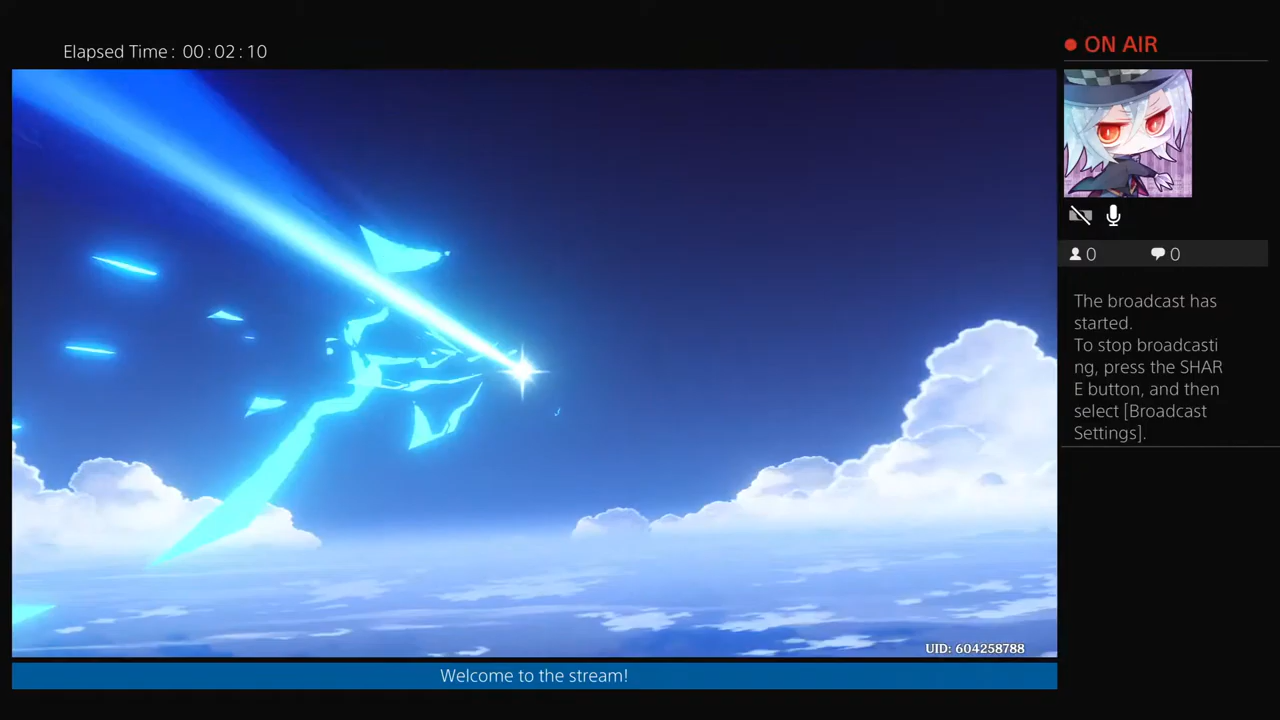 Elapsed Time: 00:02:10
ON AIR
0
0
The broadcast has
started.
To stop broadcasti
ng, press the SHAR
E button, and then
select [Broadcast
Settings].
UID: 604258788
Welcome to the stream!